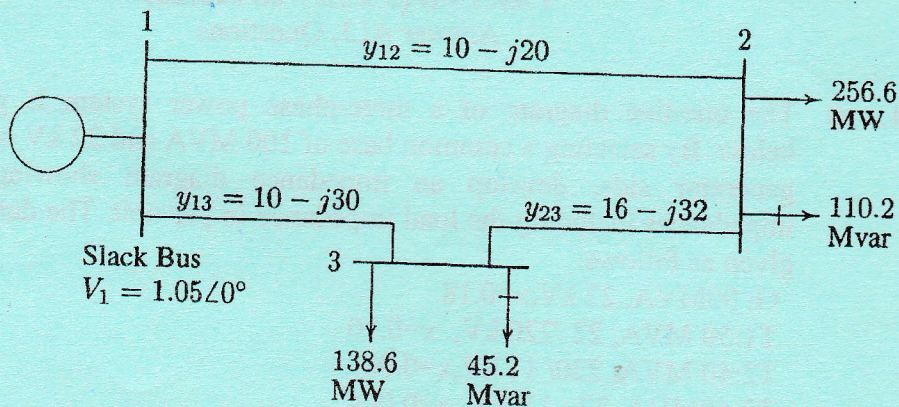 1
2
y₁₂ = 10 − j20
256.6
MW
y₁₃ = 10 − j30
y₂₃ = 16 − j32
110.2
Mvar
Slack Bus
V₁ = 1.05∠0°
3
138.6
MW
45.2
Mvar